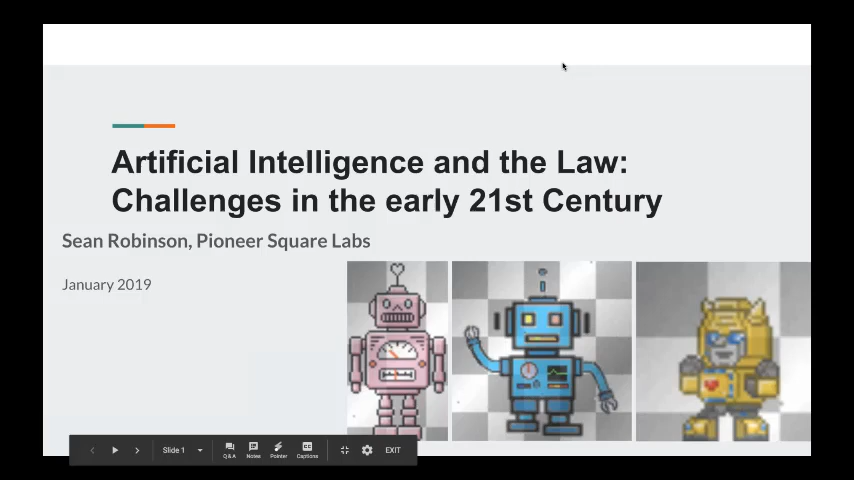 Artificial Intelligence and the Law:
Challenges in the early 21st Century
Sean Robinson, Pioneer Square Labs
January 2019
Slide 1
Q&A
Notes
Pointer
Captions
EXIT